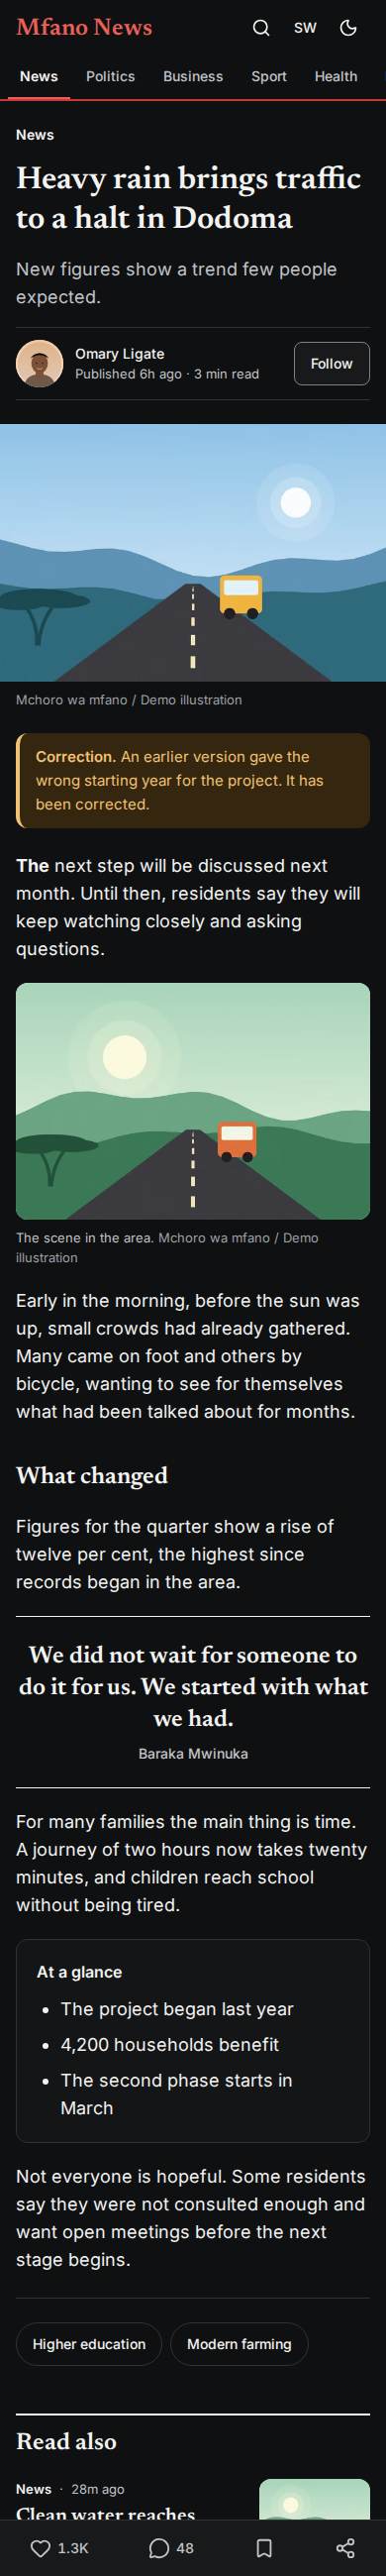 Mfano News
SW
News Politics Business Sport Health
News
Heavy rain brings traffic
to a halt in Dodoma
New figures show a trend few people
expected.
Omary Ligate
Published 6h ago · 3 min read
Follow
Mchoro wa mfano / Demo illustration
Correction. An earlier version gave the
wrong starting year for the project. It has
been corrected.
The next step will be discussed next
month. Until then, residents say they will
keep watching closely and asking
questions.
The scene in the area. Mchoro wa mfano / Demo
illustration
Early in the morning, before the sun was
up, small crowds had already gathered.
Many came on foot and others by
bicycle, wanting to see for themselves
what had been talked about for months.
What changed
Figures for the quarter show a rise of
twelve per cent, the highest since
records began in the area.
We did not wait for someone to
do it for us. We started with what
we had.
Baraka Mwinuka
For many families the main thing is time.
A journey of two hours now takes twenty
minutes, and children reach school
without being tired.
At a glance
• The project began last year
• 4,200 households benefit
• The second phase starts in
March
Not everyone is hopeful. Some residents
say they were not consulted enough and
want open meetings before the next
stage begins.
Higher education Modern farming
Read also
News · 28m ago
Clean water reaches
1.3K 48